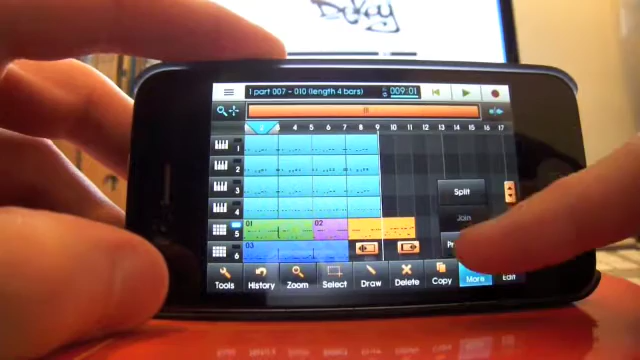 1 part 007 - 010 (length 4 bars)
009:01
2 3 4 5 6 7 8 9 10 11 12 13 14 15 16 17
1
2
3
4
5
6
01
02
03
Split
Join
Tools History Zoom Select Draw Delete Copy More Edit